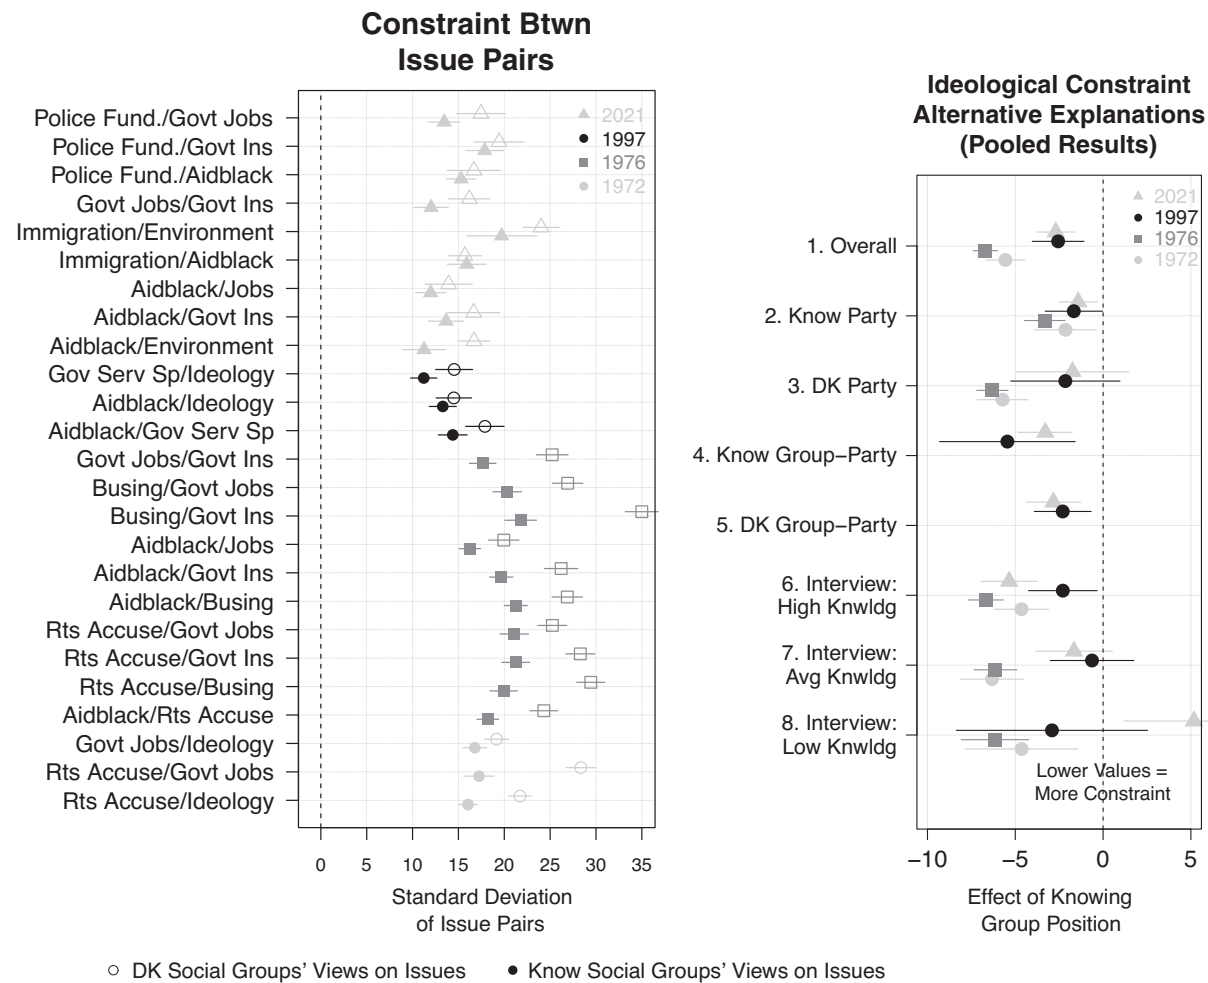 Constraint Btwn
Issue Pairs
Police Fund./Govt Jobs
Police Fund./Govt Ins
Police Fund./Aidblack
Govt Jobs/Govt Ins
Immigration/Environment
Immigration/Aidblack
Aidblack/Jobs
Aidblack/Govt Ins
Aidblack/Environment
Gov Serv Sp/Ideology
Aidblack/Ideology
Aidblack/Gov Serv Sp
Govt Jobs/Govt Ins
Busing/Govt Jobs
Busing/Govt Ins
Aidblack/Jobs
Aidblack/Govt Ins
Aidblack/Busing
Rts Accuse/Govt Jobs
Rts Accuse/Govt Ins
Rts Accuse/Busing
Aidblack/Rts Accuse
Govt Jobs/Ideology
Rts Accuse/Govt Jobs
Rts Accuse/Ideology
2021
1997
1976
1972
0 5 10 15 20 25 30 35
Standard Deviation
of Issue Pairs
Ideological Constraint
Alternative Explanations
(Pooled Results)
2021
1997
1976
1972
1. Overall
2. Know Party
3. DK Party
4. Know Group−Party
5. DK Group−Party
6. Interview:
High Knwldg
7. Interview:
Avg Knwldg
8. Interview:
Low Knwldg
Lower Values =
More Constraint
−10 −5 0 5
Effect of Knowing
Group Position
DK Social Groups’ Views on Issues
Know Social Groups’ Views on Issues